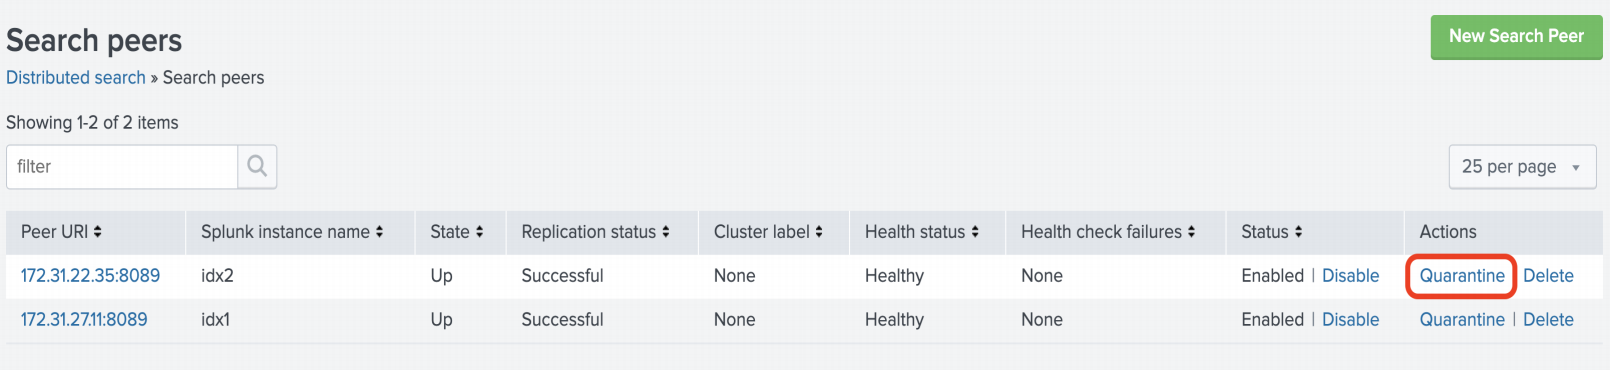 Search peers
New Search Peer
Distributed search » Search peers
Showing 1-2 of 2 items
filter
25 per page
Peer URI Splunk instance name State Replication status Cluster label Health status Health check failures Status Actions
172.31.22.35:8089 idx2 Up Successful None Healthy None Enabled | Disable Quarantine Delete
172.31.27.11:8089 idx1 Up Successful None Healthy None Enabled | Disable Quarantine | Delete